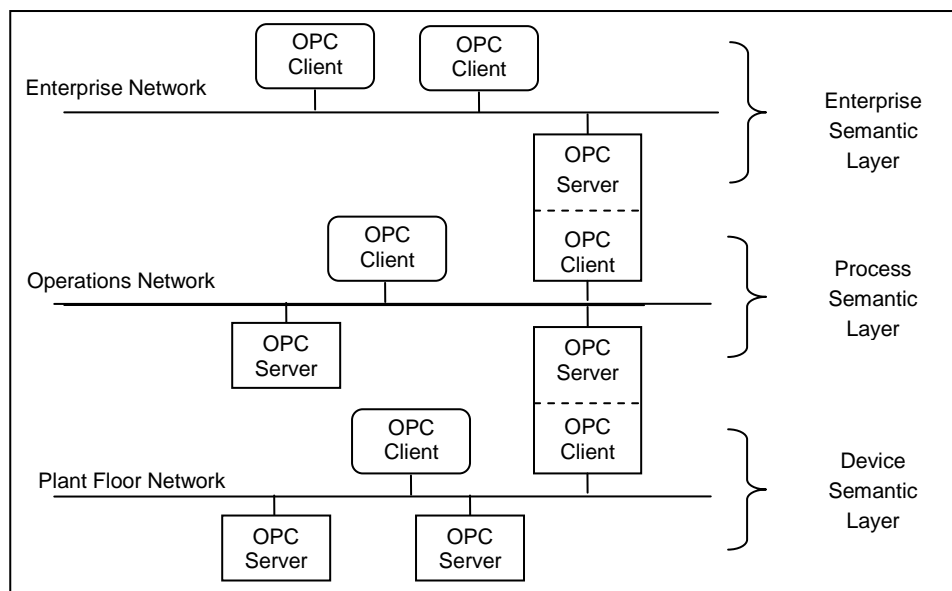 OPC
Client
OPC
Client
Enterprise Network
Enterprise
Semantic
Layer
OPC
Server
OPC
Client
OPC
Client
Operations Network
Process
Semantic
Layer
OPC
Server
OPC
Server
OPC
Client
OPC
Client
Plant Floor Network
Device
Semantic
Layer
OPC
Server
OPC
Server